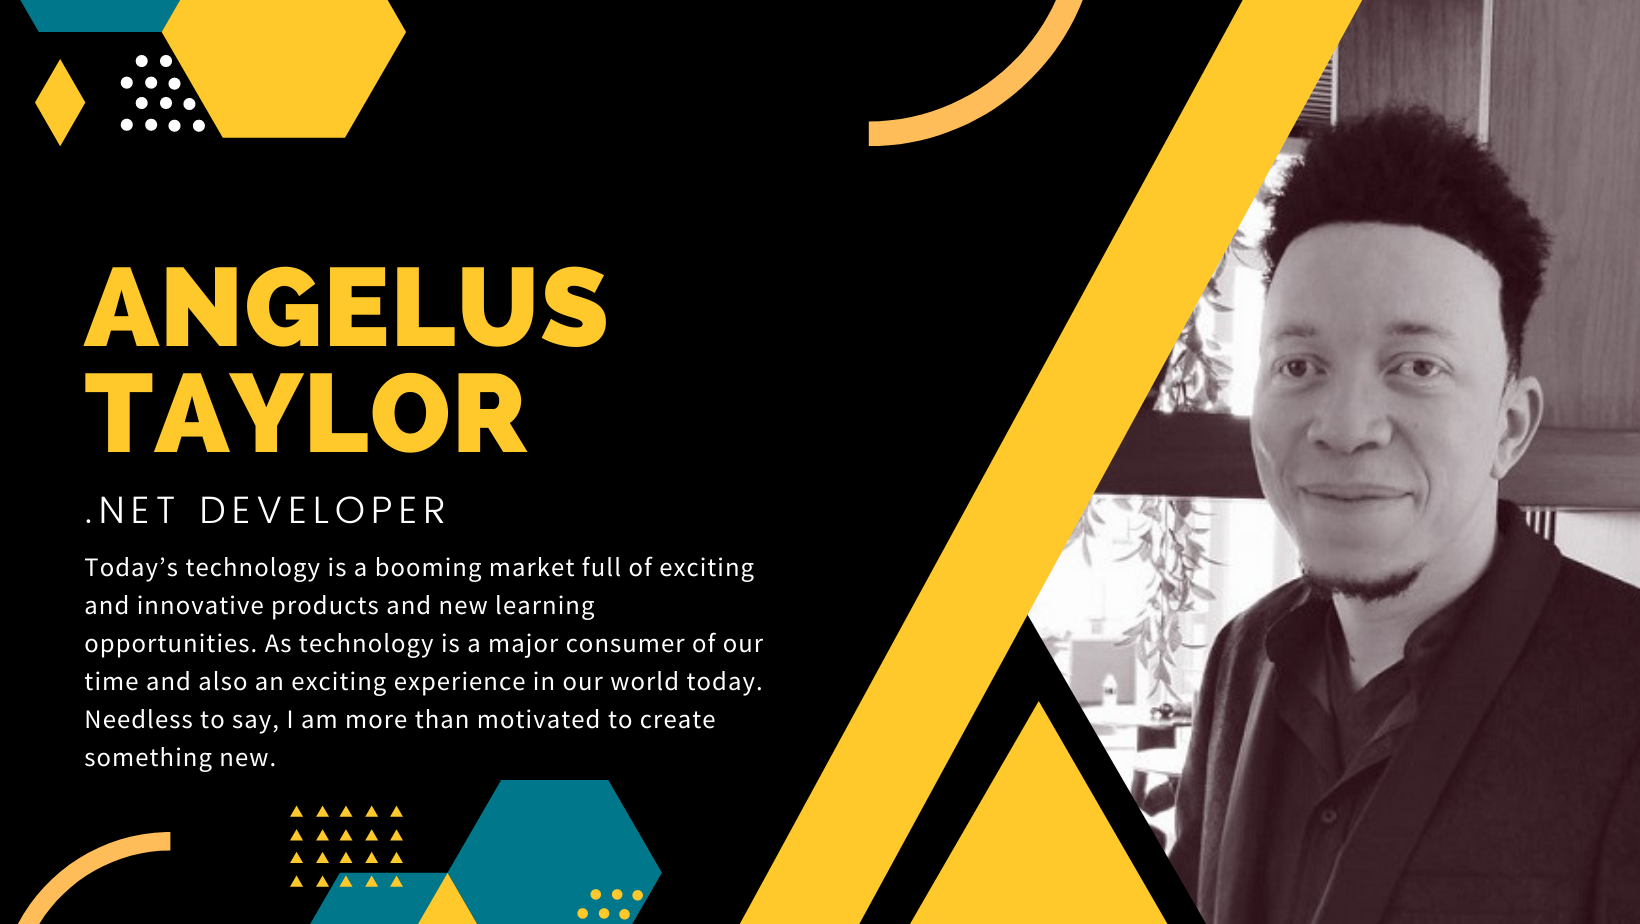 ANGELUS
TAYLOR
.NET DEVELOPER
Today’s technology is a booming market full of exciting
and innovative products and new learning
opportunities. As technology is a major consumer of our
time and also an exciting experience in our world today.
Needless to say, I am more than motivated to create
something new.